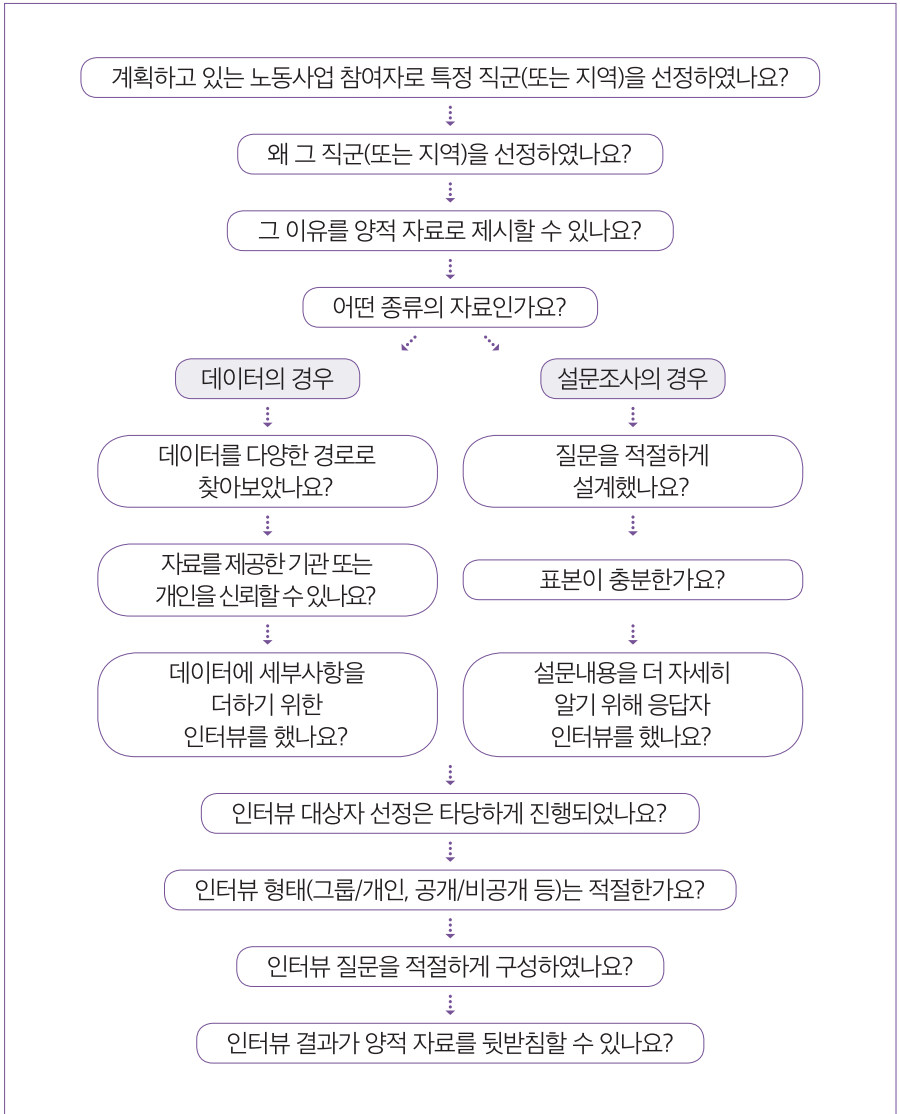 계획하고 있는 노동사업 참여자로 특정 직군(또는 지역)을 선정하였나요?
왜 그 직군(또는 지역)을 선정하였나요?
그 이유를 양적 자료로 제시할 수 있나요?
어떤 종류의 자료인가요?
데이터의 경우
설문조사의 경우
데이터를 다양한 경로로
찾아보았나요?
질문을 적절하게
설계했나요?
자료를 제공한 기관 또는
개인을 신뢰할 수 있나요?
표본이 충분한가요?
데이터에 세부사항을
더하기 위한
인터뷰를 했나요?
설문내용을 더 자세히
알기 위해 응답자
인터뷰를 했나요?
인터뷰 대상자 선정은 타당하게 진행되었나요?
인터뷰 형태(그룹/개인, 공개/비공개 등)는 적절한가요?
인터뷰 질문을 적절하게 구성하였나요?
인터뷰 결과가 양적 자료를 뒷받침할 수 있나요?